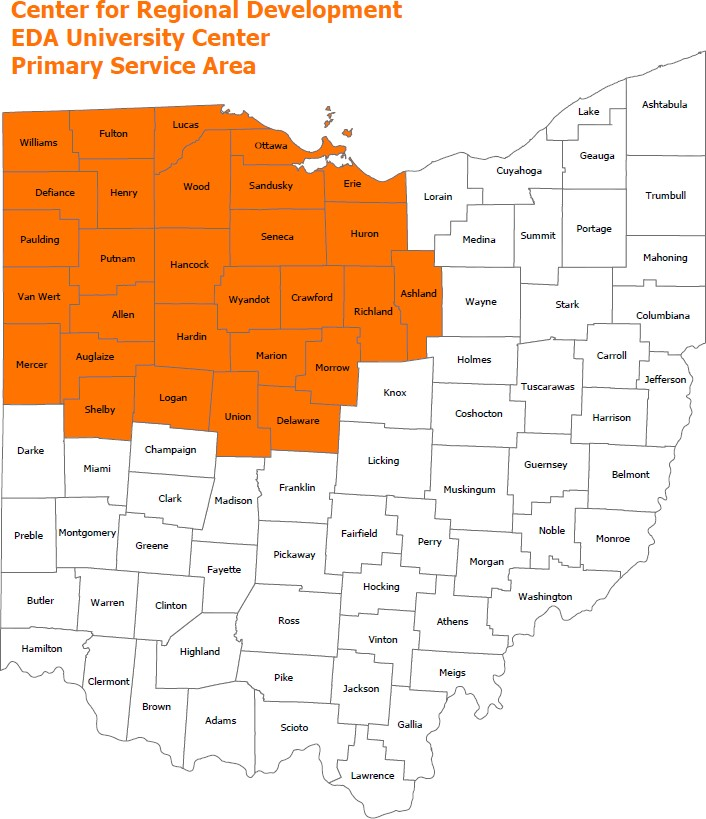 Center for Regional Development
EDA University Center
Primary Service Area
Lake
Ashtabula
Williams
Fulton
Lucas
Ottawa
Geauga
Cuyahoga
Defiance
Henry
Wood
Sandusky
Erie
Lorain
Trumbull
Paulding
Putnam
Hancock
Seneca
Huron
Medina
Summit
Portage
Mahoning
Van Wert
Allen
Wyandot
Crawford
Richland
Ashland
Wayne
Stark
Columbiana
Mercer
Auglaize
Hardin
Marion
Morrow
Holmes
Tuscarawas
Carroll
Jefferson
Shelby
Logan
Union
Delaware
Knox
Coshocton
Harrison
Darke
Miami
Champaign
Licking
Guernsey
Belmont
Clark
Madison
Franklin
Muskingum
Preble
Montgomery
Greene
Fairfield
Perry
Noble
Monroe
Fayette
Pickaway
Morgan
Butler
Warren
Clinton
Hocking
Washington
Ross
Athens
Hamilton
Highland
Vinton
Clermont
Pike
Jackson
Meigs
Brown
Adams
Scioto
Gallia
Lawrence